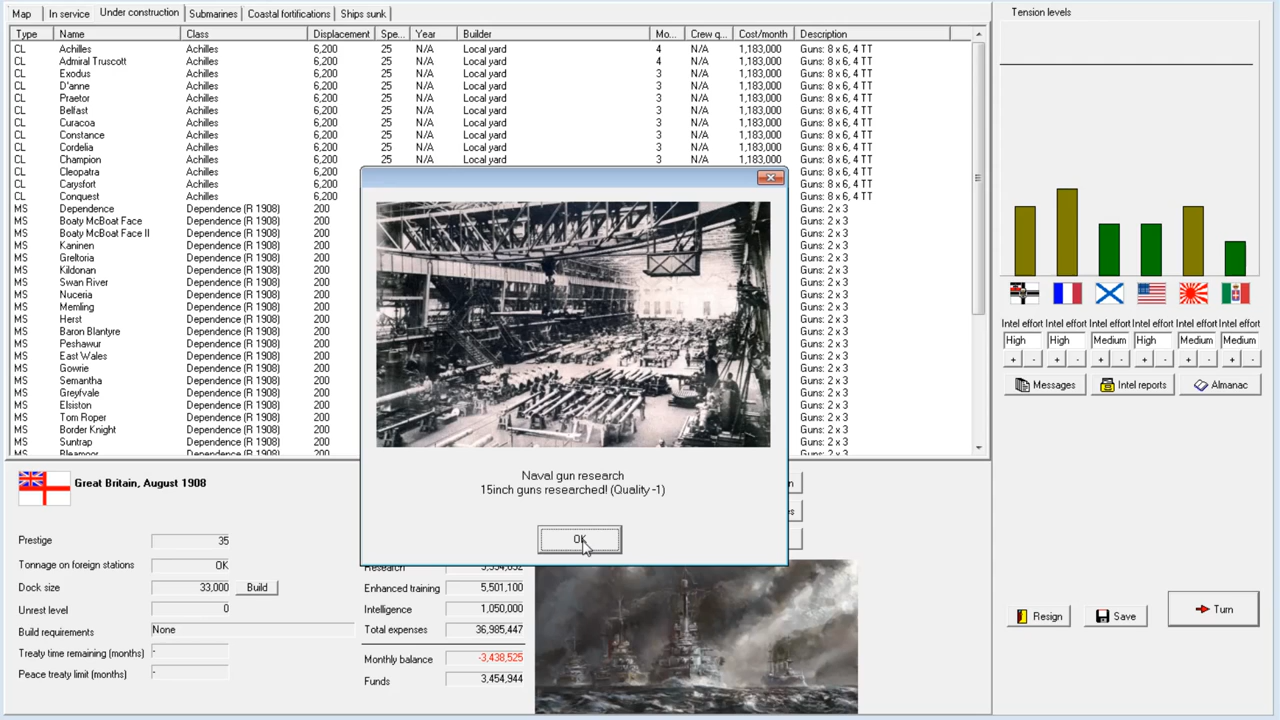 Map In service Under construction Submarines Coastal fortifications Ships sunk
Type Name Class Displacement Spe... Year Builder Mo... Crew q... Cost/month Description
CL Achilles Achilles 6,200 25 N/A Local yard 4 N/A 1,183,000 Guns: 8 x 6, 4 TT
CL Admiral Truscott Achilles 6,200 25 N/A Local yard 4 N/A 1,183,000 Guns: 8 x 6, 4 TT
CL Exodus Achilles 6,200 25 N/A Local yard 3 N/A 1,183,000 Guns: 8 x 6, 4 TT
CL D'anne Achilles 6,200 25 N/A Local yard 3 N/A 1,183,000 Guns: 8 x 6, 4 TT
CL Praetor Achilles 6,200 25 N/A Local yard 3 N/A 1,183,000 Guns: 8 x 6, 4 TT
CL Belfast Achilles 6,200 25 N/A Local yard 3 N/A 1,183,000 Guns: 8 x 6, 4 TT
CL Curacoa Achilles 6,200 25 N/A Local yard 3 N/A 1,183,000 Guns: 8 x 6, 4 TT
CL Constance Achilles 6,200 25 N/A Local yard 3 N/A 1,183,000 Guns: 8 x 6, 4 TT
CL Cordelia Achilles 6,200 25 N/A Local yard 3 N/A 1,183,000 Guns: 8 x 6, 4 TT
CL Champion Achilles 6,200 25 N/A Local yard 3 N/A 1,183,000 Guns: 8 x 6, 4 TT
CL Cleopatra Achilles 6,200 Guns: 8 x 6, 4 TT
CL Carysfort Achilles 6,200 Guns: 8 x 6, 4 TT
CL Conquest Achilles 6,200 Guns: 8 x 6, 4 TT
MS Dependence Dependence (R 1908) 200 Guns: 2 x 3
MS Boaty McBoat Face Dependence (R 1908) 200 Guns: 2 x 3
MS Boaty McBoat Face II Dependence (R 1908) 200 Guns: 2 x 3
MS Kaninen Dependence (R 1908) 200 Guns: 2 x 3
MS Greltoria Dependence (R 1908) 200 Guns: 2 x 3
MS Kildonan Dependence (R 1908) 200 Guns: 2 x 3
MS Swan River Dependence (R 1908) 200 Guns: 2 x 3
MS Nuceria Dependence (R 1908) 200 Guns: 2 x 3
MS Memling Dependence (R 1908) 200 Guns: 2 x 3
MS Herst Dependence (R 1908) 200 Guns: 2 x 3
MS Baron Blantyre Dependence (R 1908) 200 Guns: 2 x 3
MS Peshawur Dependence (R 1908) 200 Guns: 2 x 3
MS East Wales Dependence (R 1908) 200 Guns: 2 x 3
MS Gowrie Dependence (R 1908) 200 Guns: 2 x 3
MS Semantha Dependence (R 1908) 200 Guns: 2 x 3
MS Greyfvale Dependence (R 1908) 200 Guns: 2 x 3
MS Elsiston Dependence (R 1908) 200 Guns: 2 x 3
MS Tom Roper Dependence (R 1908) 200 Guns: 2 x 3
MS Border Knight Dependence (R 1908) 200 Guns: 2 x 3
MS Suntrap Dependence (R 1908) 200 Guns: 2 x 3
MS Dependence (R 1908) 200 Guns: 2 x 3
Naval gun research
15inch guns researched! (Quality -1)
OK
Tension levels
Intel effort Intel effort Intel effort Intel effort Intel effort Intel effort
High High Medium High Medium Medium
+ - + - + - + - + - + -
Messages Intel reports Almanac
Great Britain, August 1908
Prestige 35
Tonnage on foreign stations OK
Dock size 33,000 Build
Unrest level 0
Build requirements None
Treaty time remaining (months) -
Peace treaty limit (months) -
Research
Enhanced training 5,501,100
Intelligence 1,050,000
Total expenses 36,985,447
Monthly balance -3,438,525
Funds 3,454,944
Resign Save Turn